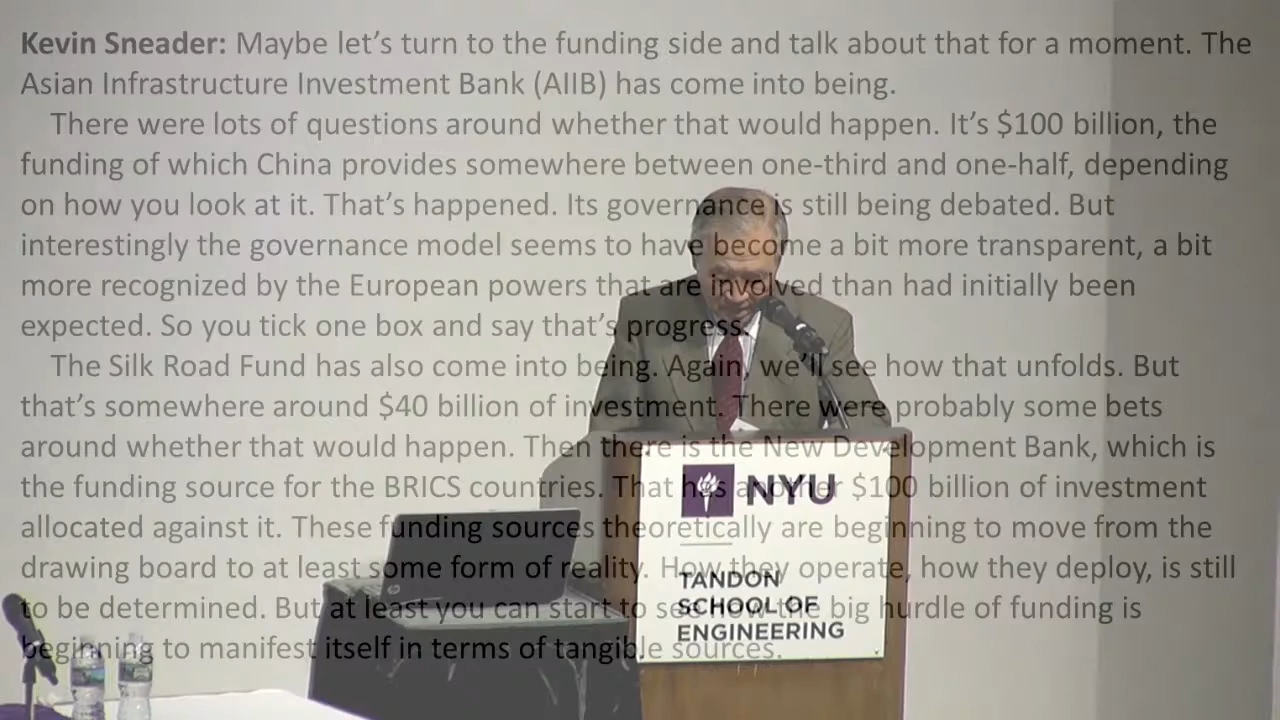 Kevin Sneader: Maybe let’s turn to the funding side and talk about that for a moment. The
Asian Infrastructure Investment Bank (AIIB) has come into being.
There were lots of questions around whether that would happen. It’s $100 billion, the
funding of which China provides somewhere between one-third and one-half, depending
on how you look at it. That’s happened. Its governance is still being debated. But
interestingly the governance model seems to have become a bit more transparent, a bit
more recognized by the European powers that are involved than had initially been
expected. So you tick one box and say that’s progress.
The Silk Road Fund has also come into being. Again, we’ll see how that unfolds. But
that’s somewhere around $40 billion of investment. There were probably some bets
around whether that would happen. Then there is the New Development Bank, which is
the funding source for the BRICS countries. That has another $100 billion of investment
allocated against it. These funding sources theoretically are beginning to move from the
drawing board to at least some form of reality. How they operate, how they deploy, is still
to be determined. But at least you can start to see how the big hurdle of funding is
beginning to manifest itself in terms of tangible sources.
NYU
TANDON
SCHOOL OF
ENGINEERING